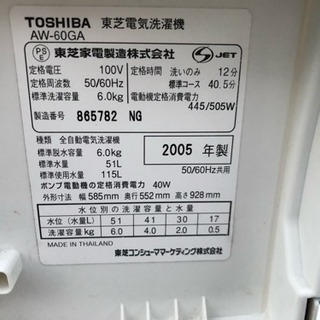 TOSHIBA 東芝電気洗濯機
AW-60GA
PS E 東芝家電製造株式会社 S JET
定格電圧 100V 定格時間 洗いのみ 12分
定格周波数 50/60Hz 標準コース 40.5分
標準洗濯容量 6.0kg 電動機定格消費電力
445/505W
製造番号 865782 NG
種類 全自動電気洗濯機
標準脱水容量 6.0kg 2005 年製
標準水量 51L
標準使用水量 115L 50/60Hz共用
ポンプ電動機の定格消費電力 40W
外形寸法 幅585mm 奥行552mm 高さ928mm
水位別の洗濯容量と水量
水位(水量L) 51 41 30 17
洗濯容量kg 6.0 4.0 2.0 0.5
MADE IN THAILAND
東芝コンシューママーケティング株式会社